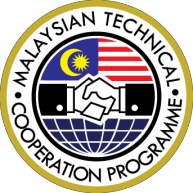 • MALAYSIAN TECHNICAL •
COOPERATION PROGRAMME